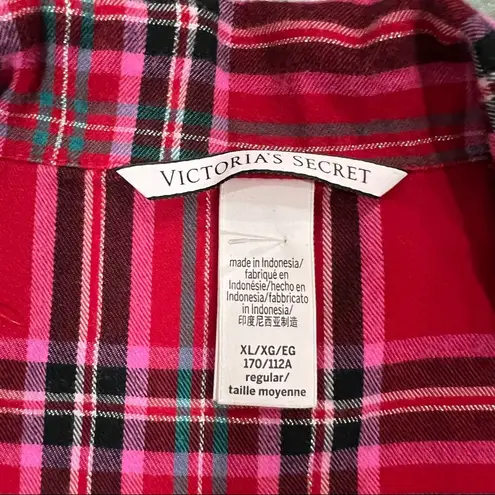 VICTORIA'S SECRET
made in Indonesia/
fabriqué en
Indonésie/hecho en
Indonesia/fabbricato
in Indonesia/
印度尼西亚制造
XL/XG/EG
170/112A
regular/
taille moyenne